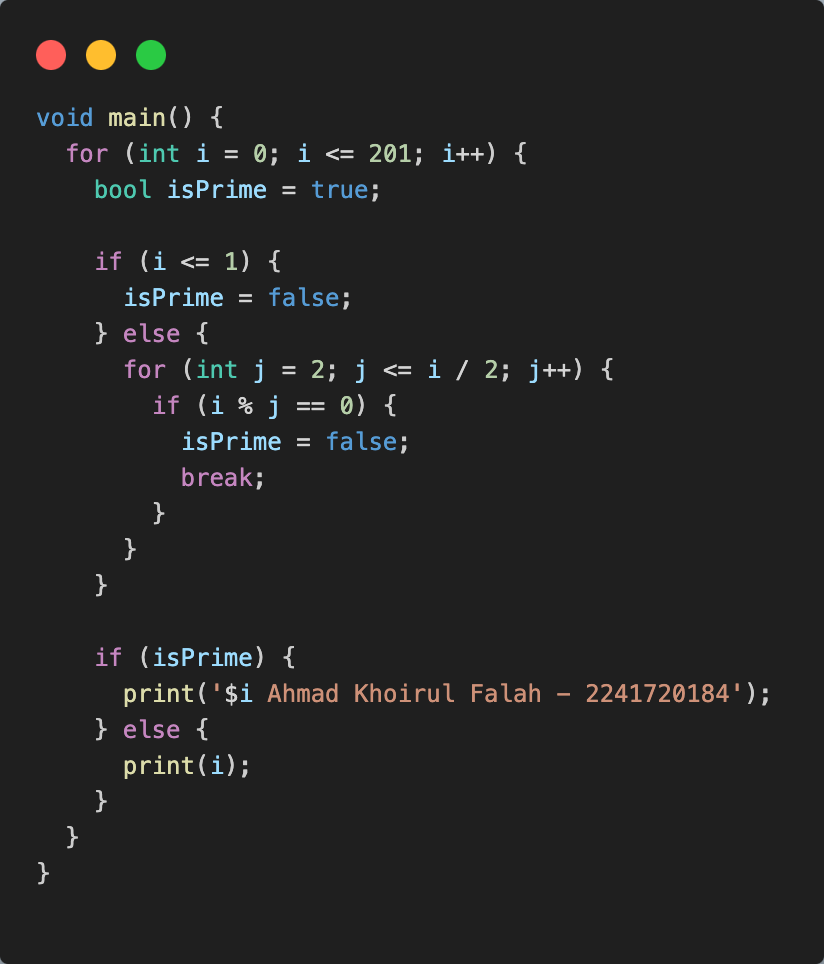 void main() {
  for (int i = 0; i <= 201; i++) {
    bool isPrime = true;

    if (i <= 1) {
      isPrime = false;
    } else {
      for (int j = 2; j <= i / 2; j++) {
        if (i % j == 0) {
          isPrime = false;
          break;
        }
      }
    }

    if (isPrime) {
      print('$i Ahmad Khoirul Falah - 2241720184');
    } else {
      print(i);
    }
  }
}